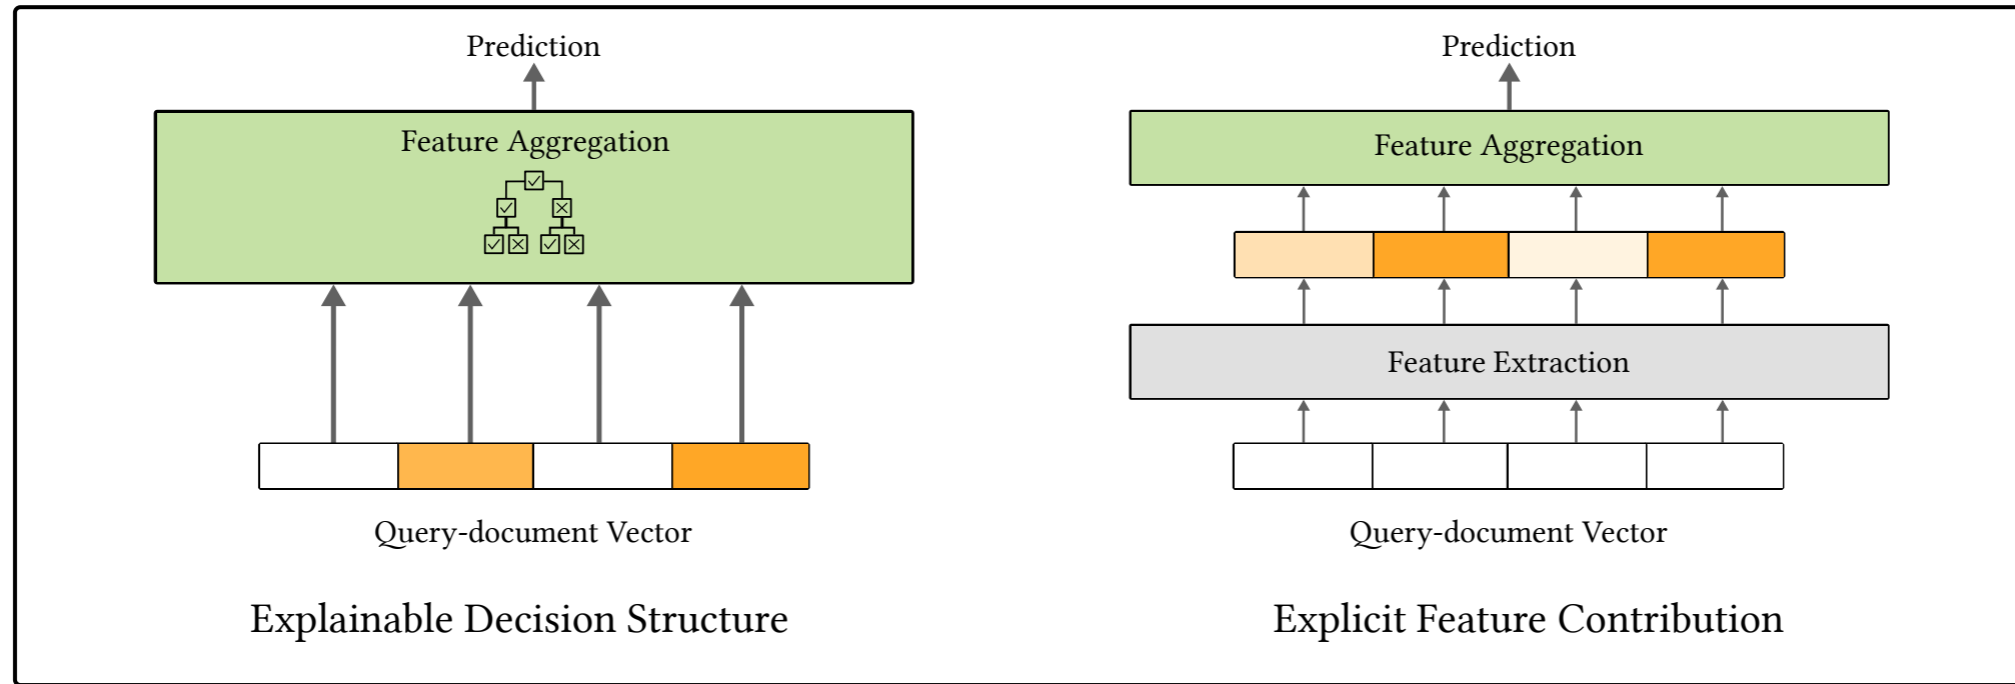 Prediction
Feature Aggregation
Query-document Vector
Explainable Decision Structure
Prediction
Feature Aggregation
Feature Extraction
Query-document Vector
Explicit Feature Contribution